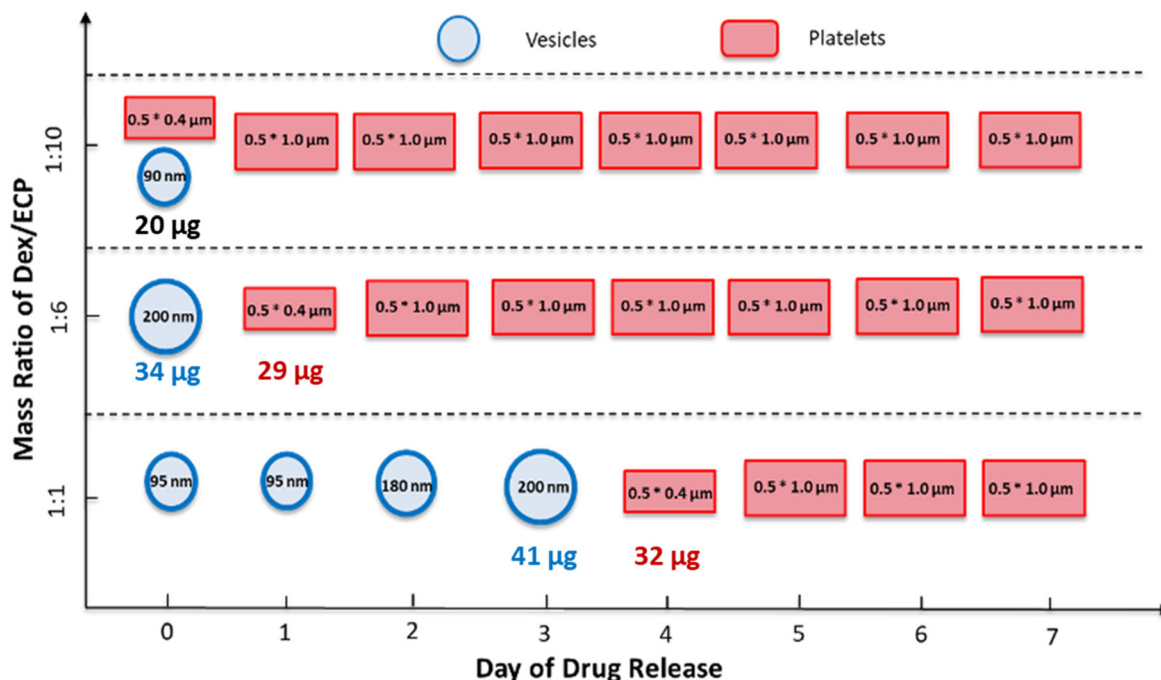 Vesicles
Platelets
Mass Ratio of Dex/ECP
1:10
0.5 * 0.4 µm
0.5 * 1.0 µm
0.5 * 1.0 µm
0.5 * 1.0 µm
0.5 * 1.0 µm
0.5 * 1.0 µm
0.5 * 1.0 µm
0.5 * 1.0 µm
90 nm
20 µg
1:6
200 nm
0.5 * 0.4 µm
0.5 * 1.0 µm
0.5 * 1.0 µm
0.5 * 1.0 µm
0.5 * 1.0 µm
0.5 * 1.0 µm
0.5 * 1.0 µm
34 µg
29 µg
1:1
95 nm
95 nm
180 nm
200 nm
0.5 * 0.4 µm
0.5 * 1.0 µm
0.5 * 1.0 µm
0.5 * 1.0 µm
41 µg
32 µg
0 1 2 3 4 5 6 7
Day of Drug Release